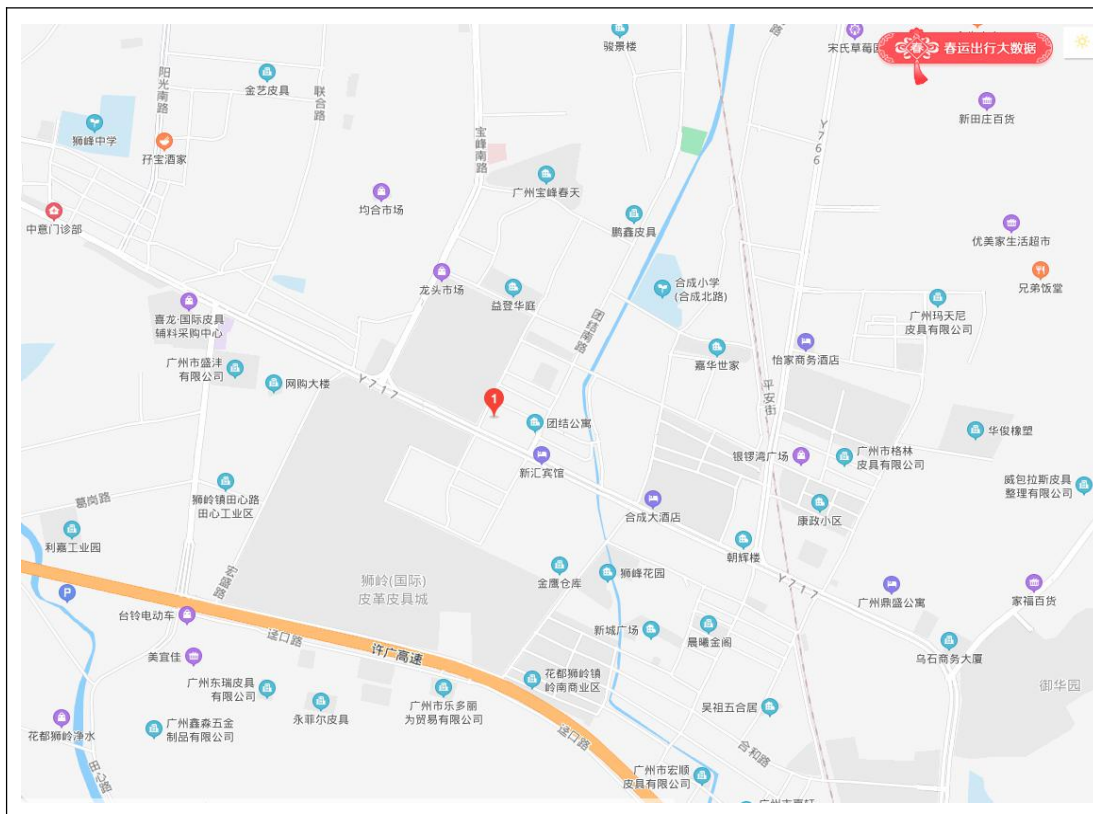 骏景楼
宋氏草莓园
春
春运出行大数据
阳光南路
金艺皮具
联合路
Y766
新田庄百货
狮峰中学
孖宝酒家
宝峰南路
广州宝峰春天
均合市场
中意门诊部
鹏鑫皮具
优美家生活超市
龙头市场
益登华庭
合成小学
(合成北路)
兄弟饭堂
喜龙·国际皮具
辅料采购中心
团结南路
广州玛天尼
皮具有限公司
广州市盛沣
有限公司
网购大楼
Y717
嘉华世家
怡家商务酒店
平安街
1
团结公寓
华俊橡塑
新汇宾馆
银锣湾广场
广州市格林
皮具有限公司
威包拉斯皮具
整理有限公司
葛岗路
狮岭镇田心路
田心工业区
合成大酒店
康政小区
利嘉工业园
朝辉楼
宏盛路
狮岭(国际)
皮革皮具城
金鹰仓库
狮峰花园
Y717
广州鼎盛公寓
家福百货
P
台铃电动车
迳口路
许广高速
新城广场
晨曦金阁
乌石商务大厦
美宜佳
广州东瑞皮具
有限公司
永菲尔皮具
广州市乐多丽
为贸易有限公司
花都狮岭镇
岭南商业区
御华园
吴祖五合居
花都狮岭净水
广州鑫森五金
制品有限公司
迳口路
合和路
田心路
广州市宏顺
皮具有限公司